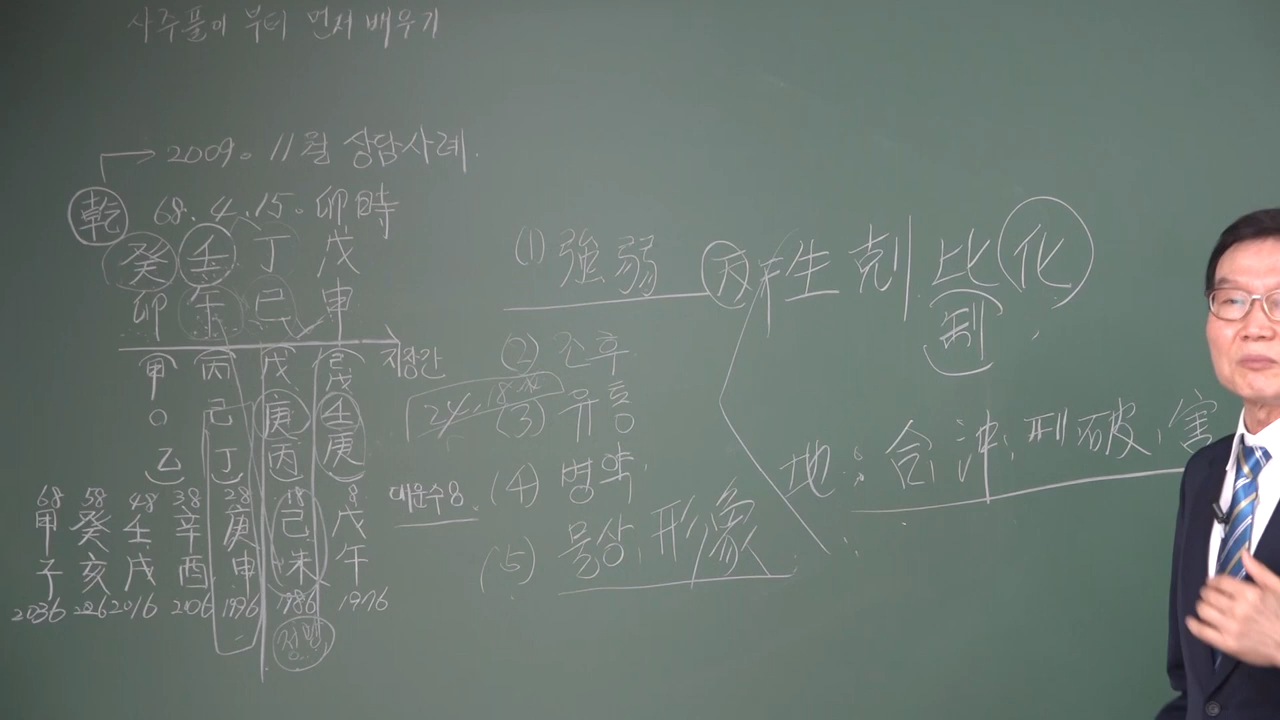 사주풀이 부터 먼저 배우기
2009. 11월 상담사례.
乾 68. 4. 15. 卯時
癸 壬 丁 戊
卯 午 巳 申
甲 丙 戊 己戊 지장간
○ 己 庚 壬
乙 丁 丙 庚
68 58 48 38 28 18 8 대운수 8
甲 癸 壬 辛 庚 己 戊
子 亥 戌 酉 申 未 午
2036 2026 2016 2006 1996 1986 1976
(1) 強弱
(2) 조후
(3) 유통
(4) 병약
(5) 물상, 形象
天 生 剋 比 化
制
地: 合, 沖, 刑 破, 害